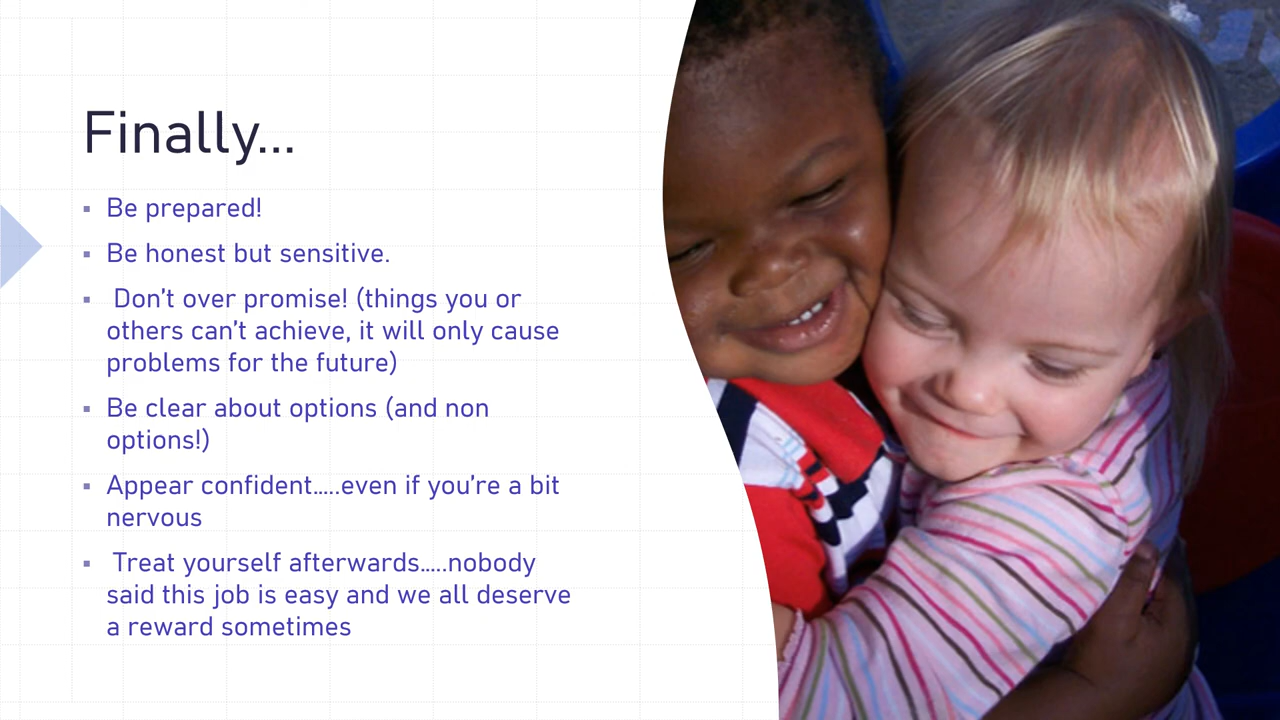 Finally...
Be prepared!
Be honest but sensitive.
Don't over promise! (things you or
others can't achieve, it will only cause
problems for the future)
Be clear about options (and non
options!)
Appear confident.....even if you're a bit
nervous
Treat yourself afterwards.....nobody
said this job is easy and we all deserve
a reward sometimes